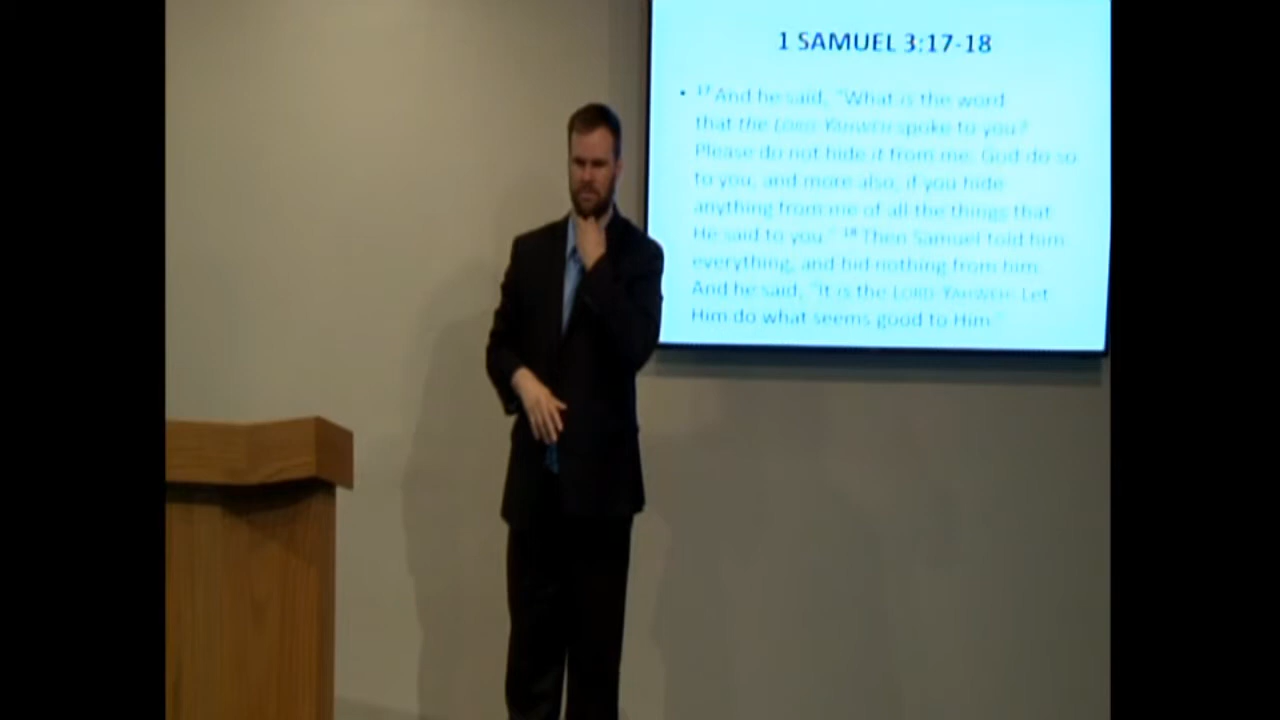 1 SAMUEL 3:17-18
• 17 And he said, "What is the word
that the LORD YAHWEH spoke to you?
Please do not hide it from me. God do so
to you, and more also, if you hide
anything from me of all the things that
He said to you." 18 Then Samuel told him
everything, and hid nothing from him.
And he said, "It is the LORD YAHWEH. Let
Him do what seems good to Him."